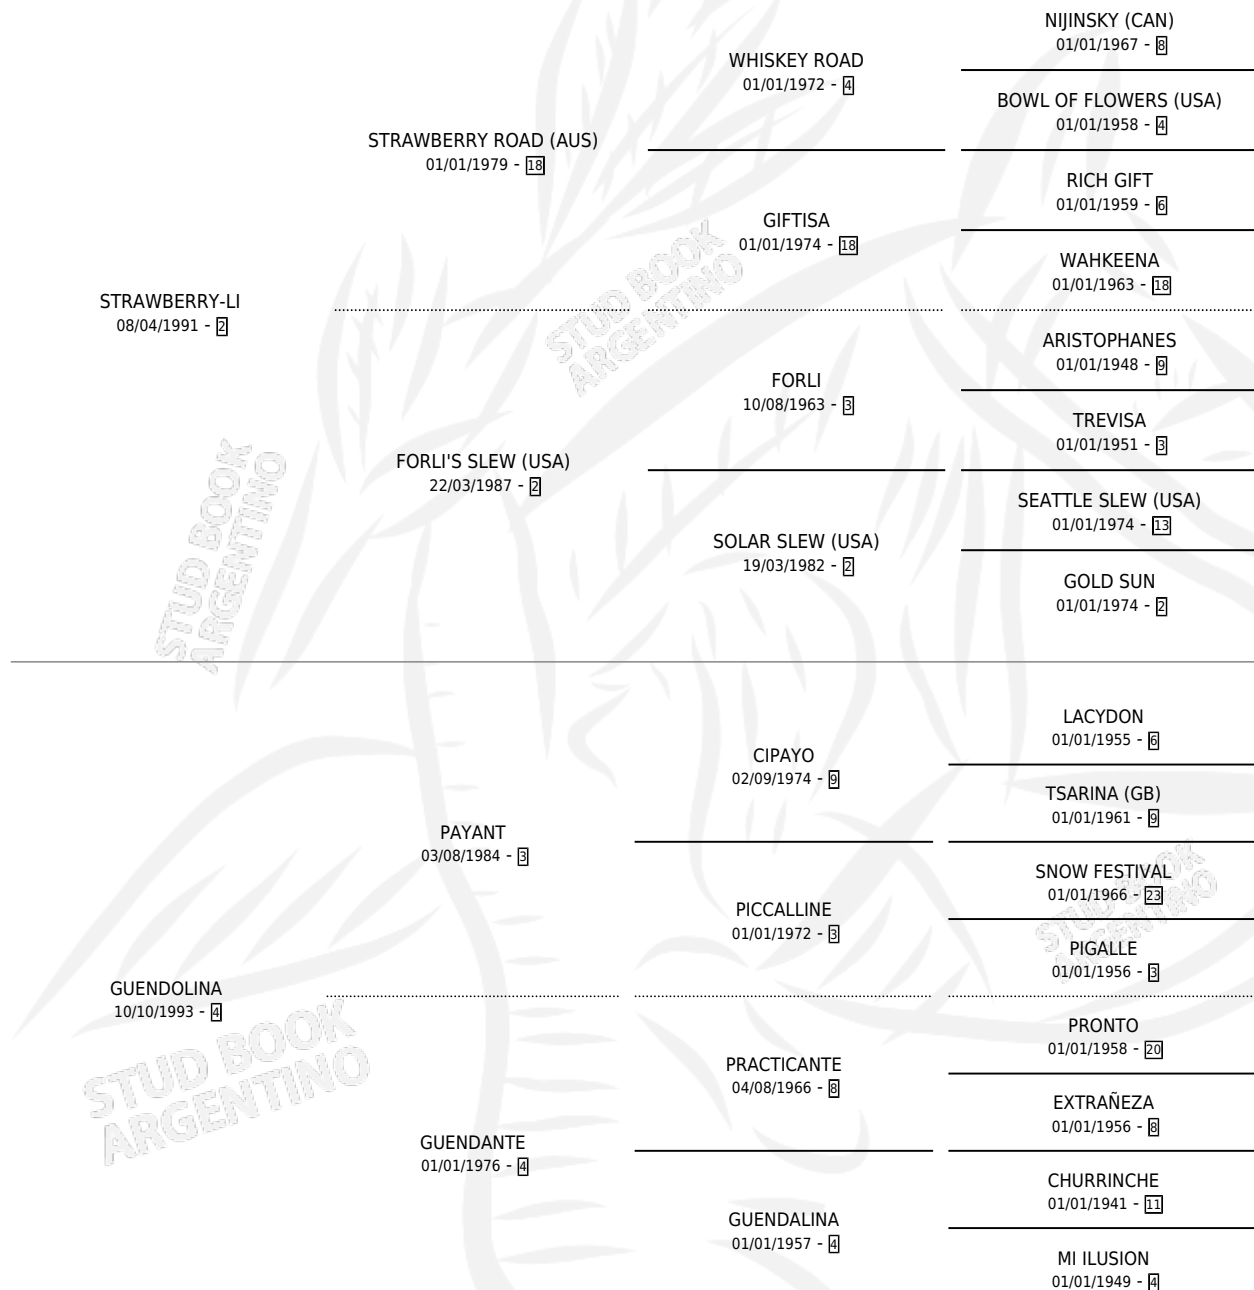 NIJINSKY (CAN)
01/01/1967 - 8
WHISKEY ROAD
01/01/1972 - 4
BOWL OF FLOWERS (USA)
01/01/1958 - 4
STRAWBERRY ROAD (AUS)
01/01/1979 - 18
RICH GIFT
01/01/1959 - 6
GIFTISA
01/01/1974 - 18
WAHKEENA
01/01/1963 - 18
STRAWBERRY-LI
08/04/1991 - 2
ARISTOPHANES
01/01/1948 - 9
FORLI
10/08/1963 - 3
TREVISA
01/01/1951 - 3
FORLI'S SLEW (USA)
22/03/1987 - 2
SEATTLE SLEW (USA)
01/01/1974 - 13
SOLAR SLEW (USA)
19/03/1982 - 2
GOLD SUN
01/01/1974 - 2
LACYDON
01/01/1955 - 6
CIPAYO
02/09/1974 - 9
TSARINA (GB)
01/01/1961 - 9
PAYANT
03/08/1984 - 3
SNOW FESTIVAL
01/01/1966 - 23
PICCALLINE
01/01/1972 - 3
PIGALLE
01/01/1956 - 3
GUENDOLINA
10/10/1993 - 4
PRONTO
01/01/1958 - 20
PRACTICANTE
04/08/1966 - 8
EXTRAÑEZA
01/01/1956 - 8
GUENDANTE
01/01/1976 - 4
CHURRINCHE
01/01/1941 - 11
GUENDALINA
01/01/1957 - 4
MI ILUSION
01/01/1949 - 4
STUD BOOK
ARGENTINO
STUD BOOK
ARGENTINO
STUD BOOK
ARGENTINO
STUD BOOK
ARGENTINO